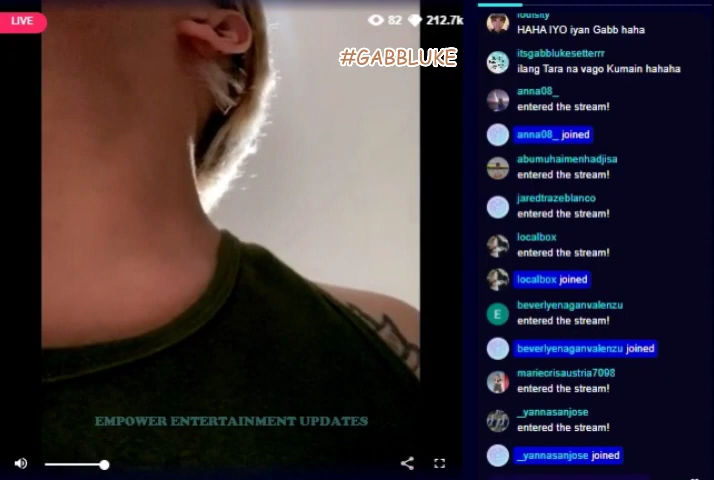 LIVE
82 212.7k
#GABBLUKE
EMPOWER ENTERTAINMENT UPDATES
HAHA IYO iyan Gabb haha
itsgabblukesetterrr
ilang Tara na vago Kumain hahaha
anna08_
entered the stream!
anna08_ joined
abumuhaimenhadjisa
entered the stream!
jaredtrazeblanco
entered the stream!
localbox
entered the stream!
localbox joined
beverlyenaganvalenzu
E
entered the stream!
beverlyenaganvalenzu joined
mariecrisaustria7098
entered the stream!
_yannasanjose
entered the stream!
_yannasanjose joined